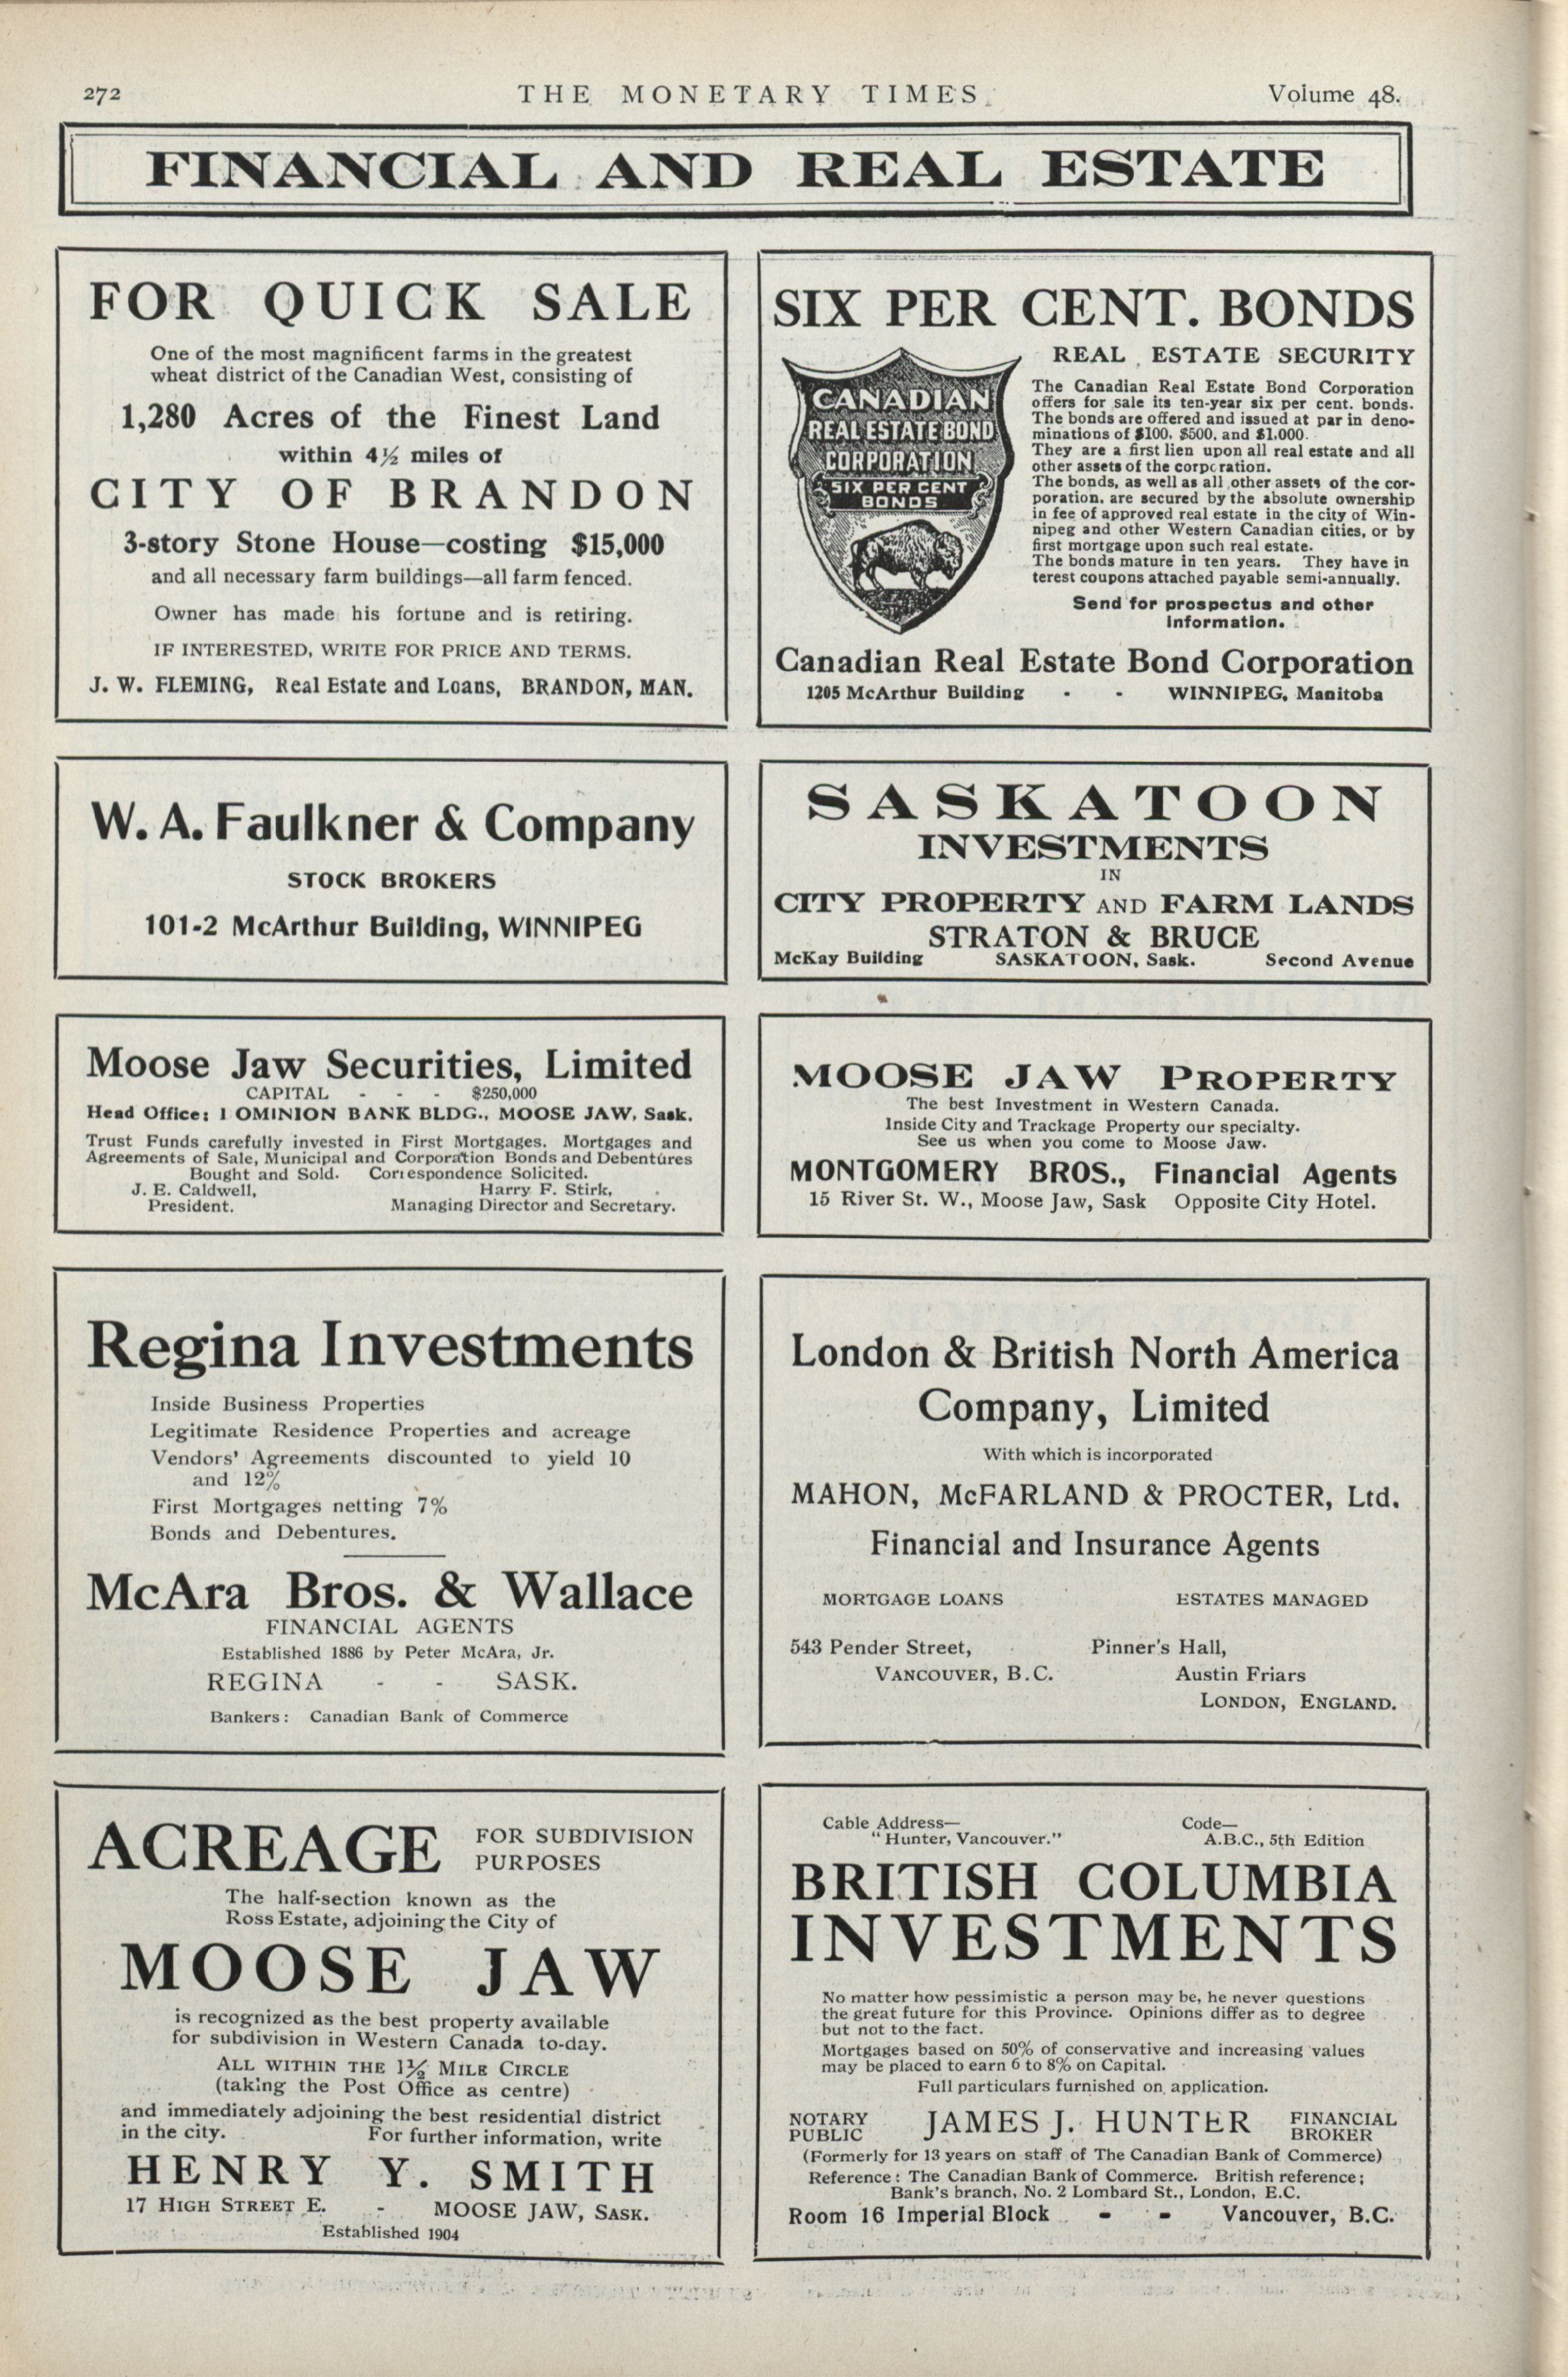 272
THE MONETARY TIMES
Volume 48.
FINANCIAL AND REAL ESTATE
FOR QUICK SALE
One of the most magnificent farms in the greatest
wheat district of the Canadian West, consisting of
1,280 Acres of the Finest Land
within 4½ miles of
CITY OF BRANDON
3-story Stone House—costing $15,000
and all necessary farm buildings—all farm fenced.
Owner has made his fortune and is retiring.
IF INTERESTED, WRITE FOR PRICE AND TERMS.
J. W. FLEMING, Real Estate and Loans, BRANDON, MAN.
SIX PER CENT. BONDS
CANADIAN
REAL ESTATE BOND
CORPORATION
SIX PER CENT
BONDS
REAL ESTATE SECURITY
The Canadian Real Estate Bond Corporation
offers for sale its ten-year six per cent. bonds.
The bonds are offered and issued at par in deno-
minations of $100, $500, and $1,000.
They are a first lien upon all real estate and all
other assets of the corporation.
The bonds, as well as all other assets of the cor-
poration, are secured by the absolute ownership
in fee of approved real estate in the city of Win-
nipeg and other Western Canadian cities, or by
first mortgage upon such real estate.
The bonds mature in ten years. They have in
terest coupons attached payable semi-annually.
Send for prospectus and other
information.
Canadian Real Estate Bond Corporation
1205 McArthur Building - - WINNIPEG, Manitoba
W. A. Faulkner & Company
STOCK BROKERS
101-2 McArthur Building, WINNIPEG
SASKATOON
INVESTMENTS
IN
CITY PROPERTY AND FARM LANDS
STRATON & BRUCE
McKay Building SASKATOON, Sask. Second Avenue
Moose Jaw Securities, Limited
CAPITAL - - - $250,000
Head Office: 1 OMINION BANK BLDG., MOOSE JAW, Sask.
Trust Funds carefully invested in First Mortgages. Mortgages and
Agreements of Sale, Municipal and Corporation Bonds and Debentures
Bought and Sold. Correspondence Solicited.
J. E. Caldwell, Harry F. Stirk,
President. Managing Director and Secretary.
MOOSE JAW PROPERTY
The best Investment in Western Canada.
Inside City and Trackage Property our specialty.
See us when you come to Moose Jaw.
MONTGOMERY BROS., Financial Agents
15 River St. W., Moose Jaw, Sask Opposite City Hotel.
Regina Investments
Inside Business Properties
Legitimate Residence Properties and acreage
Vendors' Agreements discounted to yield 10
and 12%
First Mortgages netting 7%
Bonds and Debentures.
McAra Bros. & Wallace
FINANCIAL AGENTS
Established 1886 by Peter McAra, Jr.
REGINA - - SASK.
Bankers: Canadian Bank of Commerce
London & British North America
Company, Limited
With which is incorporated
MAHON, McFARLAND & PROCTER, Ltd.
Financial and Insurance Agents
MORTGAGE LOANS ESTATES MANAGED
543 Pender Street, Pinner's Hall,
VANCOUVER, B.C. Austin Friars
LONDON, ENGLAND.
ACREAGE FOR SUBDIVISION
PURPOSES
The half-section known as the
Ross Estate, adjoining the City of
MOOSE JAW
is recognized as the best property available
for subdivision in Western Canada to-day.
ALL WITHIN THE 1½ MILE CIRCLE
(taking the Post Office as centre)
and immediately adjoining the best residential district
in the city. For further information, write
HENRY Y. SMITH
17 HIGH STREET E. - MOOSE JAW, SASK.
Established 1904
Cable Address— Code—
"Hunter, Vancouver." A.B.C., 5th Edition
BRITISH COLUMBIA
INVESTMENTS
No matter how pessimistic a person may be, he never questions
the great future for this Province. Opinions differ as to degree
but not to the fact.
Mortgages based on 50% of conservative and increasing values
may be placed to earn 6 to 8% on Capital.
Full particulars furnished on application.
NOTARY
PUBLIC JAMES J. HUNTER FINANCIAL
BROKER
(Formerly for 13 years on staff of The Canadian Bank of Commerce)
Reference: The Canadian Bank of Commerce. British reference;
Bank's branch, No. 2 Lombard St., London, E.C.
Room 16 Imperial Block - - Vancouver, B.C.